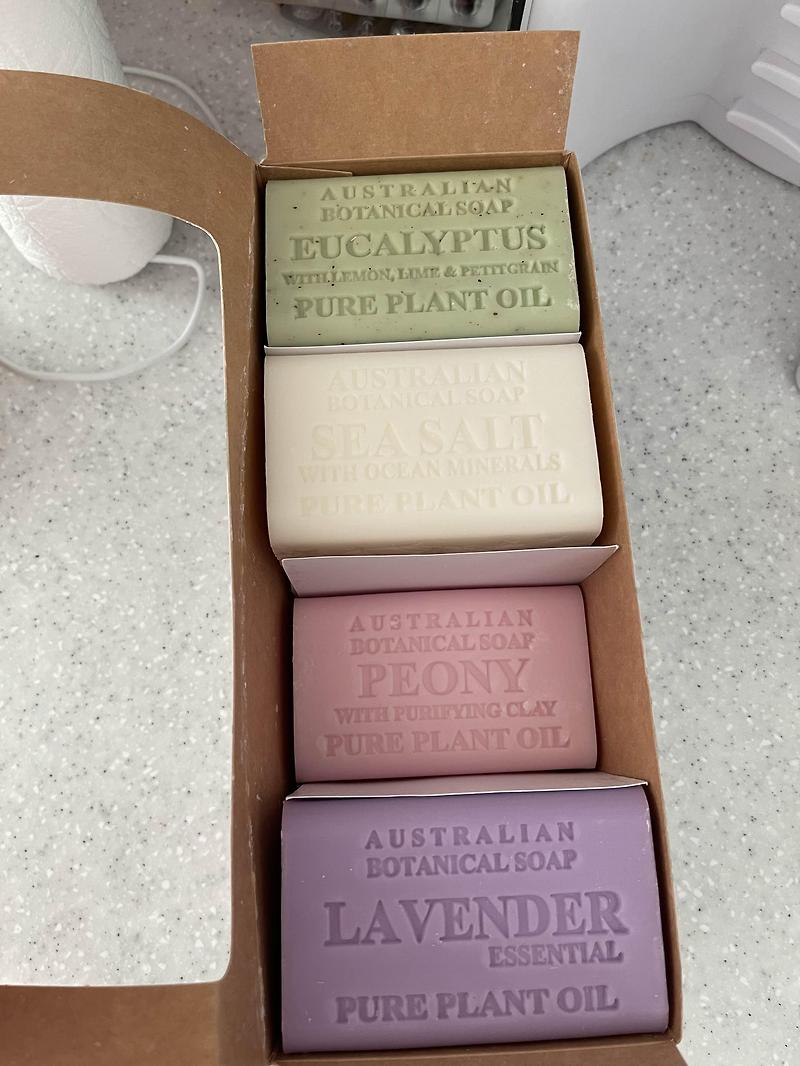 AUSTRALIAN
BOTANICAL SOAP
EUCALYPTUS
WITH LEMON, LIME & PETITGRAIN
PURE PLANT OIL
AUSTRALIAN
BOTANICAL SOAP
SEA SALT
WITH OCEAN MINERALS
PURE PLANT OIL
AUSTRALIAN
BOTANICAL SOAP
PEONY
WITH PURIFYING CLAY
PURE PLANT OIL
AUSTRALIAN
BOTANICAL SOAP
LAVENDER
ESSENTIAL
PURE PLANT OIL